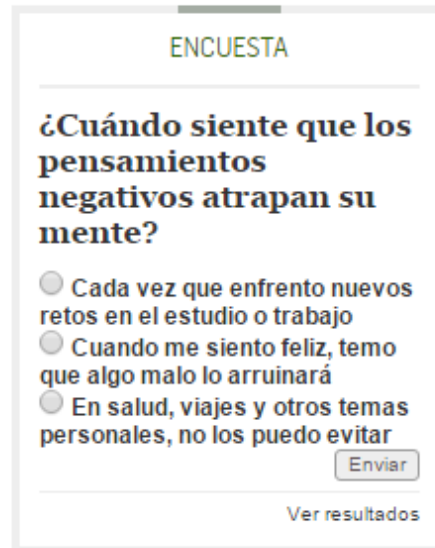 ENCUESTA
¿Cuándo siente que los
pensamientos
negativos atrapan su
mente?
Cada vez que enfrento nuevos
retos en el estudio o trabajo
Cuando me siento feliz, temo
que algo malo lo arruinará
En salud, viajes y otros temas
personales, no los puedo evitar
Enviar
Ver resultados